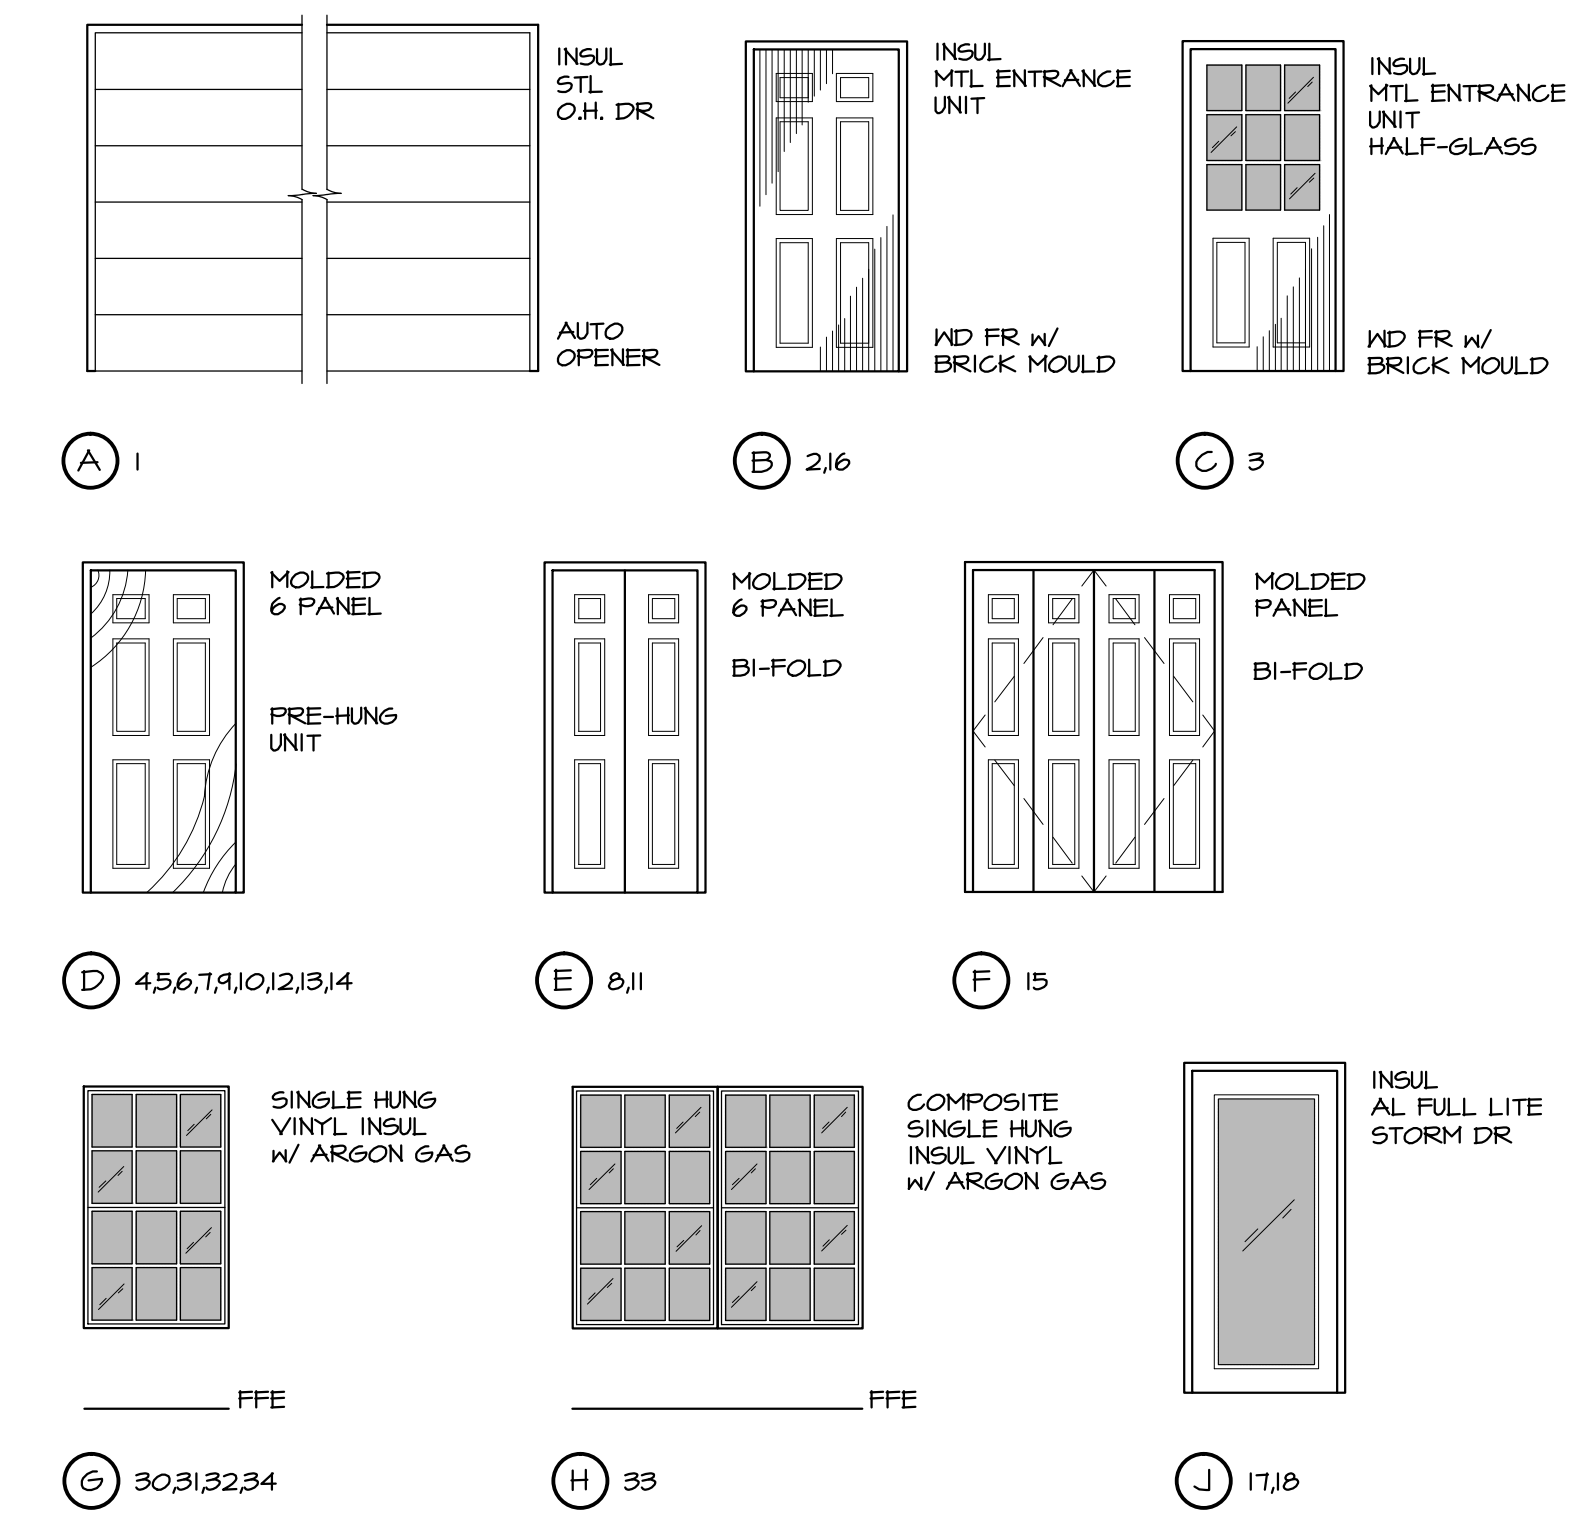 INSUL
STL
O.H. DR
AUTO
OPENER
A 1
INSUL
MTL ENTRANCE
UNIT
WD FR w/
BRICK MOULD
B 2,16
INSUL
MTL ENTRANCE
UNIT
HALF-GLASS
WD FR w/
BRICK MOULD
C 3
MOLDED
6 PANEL
PRE-HUNG
UNIT
D 4,5,6,7,9,10,12,13,14
MOLDED
6 PANEL
BI-FOLD
E 8,11
MOLDED
PANEL
BI-FOLD
F 15
SINGLE HUNG
VINYL INSUL
w/ ARGON GAS
FFE
G 30,31,32,34
COMPOSITE
SINGLE HUNG
INSUL VINYL
w/ ARGON GAS
FFE
H 33
INSUL
AL FULL LITE
STORM DR
J 17,18